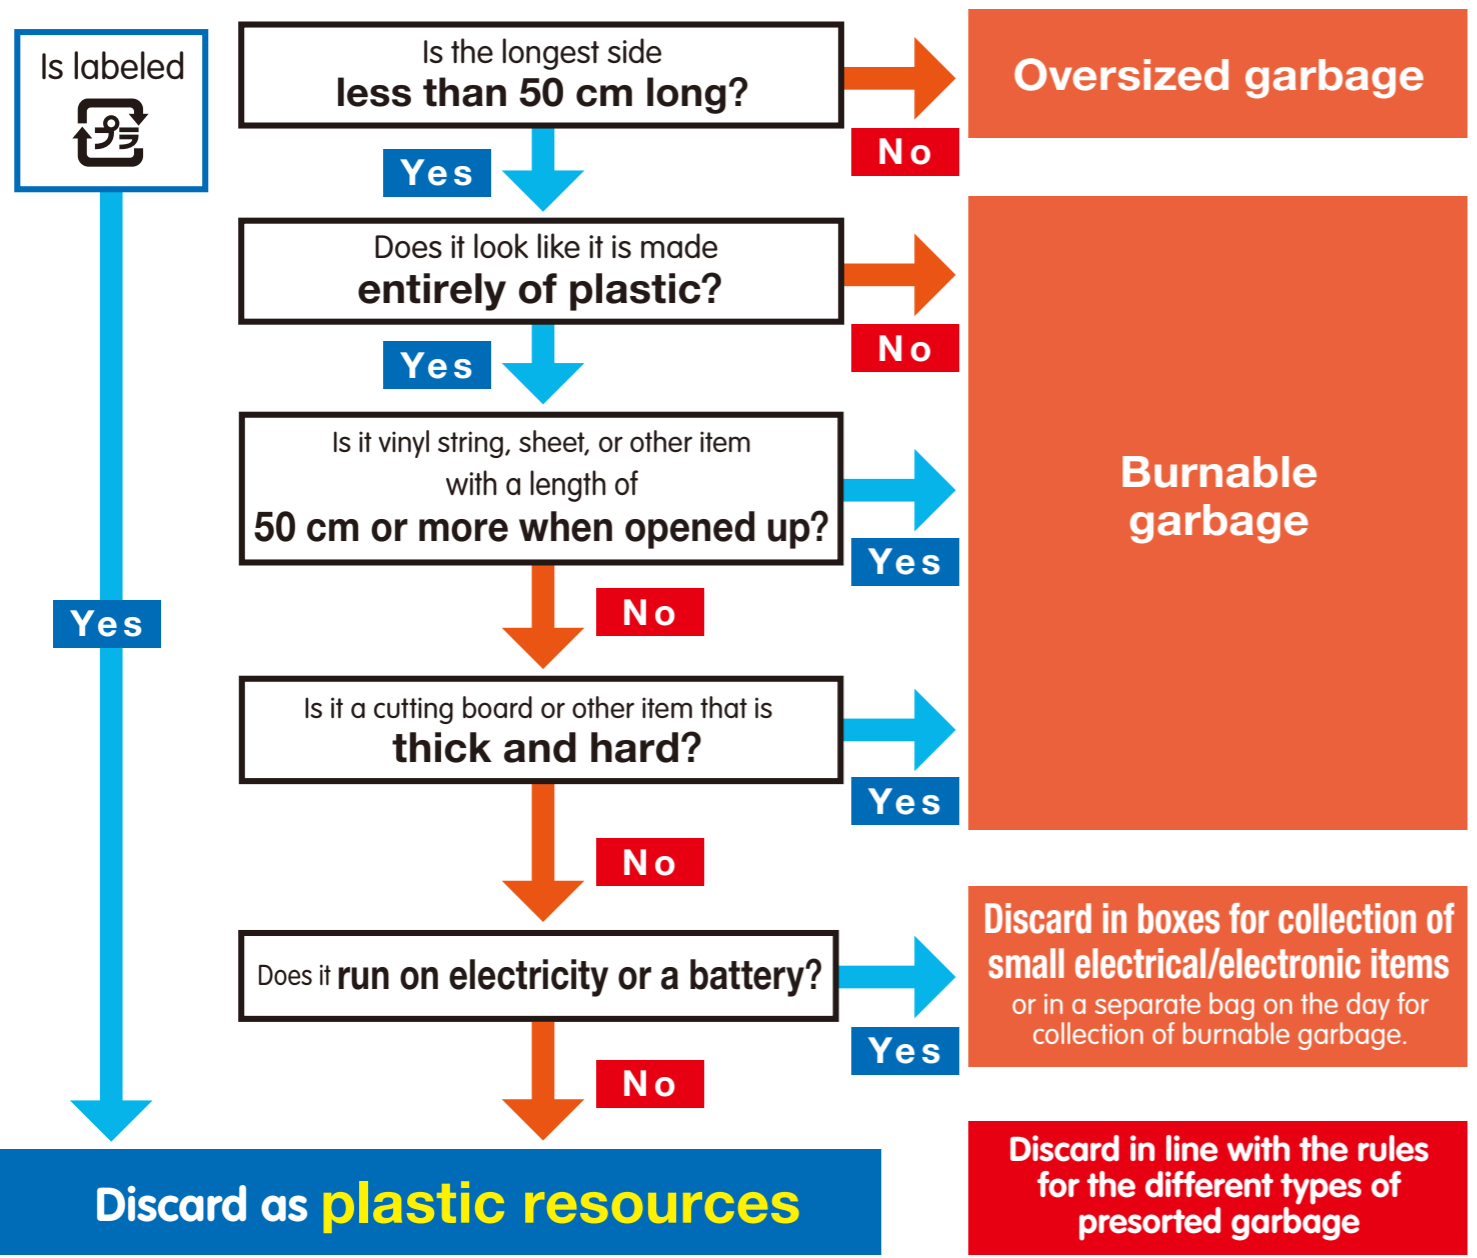 Is labeled
プラ
Is the longest side
less than 50 cm long?
No
Oversized garbage
Yes
Does it look like it is made
entirely of plastic?
No
Yes
Is it vinyl string, sheet, or other item
with a length of
50 cm or more when opened up?
Yes
Burnable
garbage
No
Yes
Is it a cutting board or other item that is
thick and hard?
Yes
No
Does it run on electricity or a battery?
Yes
Discard in boxes for collection of
small electrical/electronic items
or in a separate bag on the day for
collection of burnable garbage.
No
Discard as plastic resources
Discard in line with the rules
for the different types of
presorted garbage